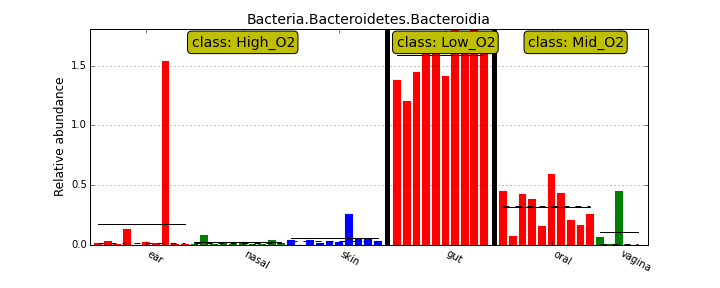 Bacteria.Bacteroidetes.Bacteroidia
class: High_O2 class: Low_O2 class: Mid_O2
Relative abundance
1.5
1.0
0.5
0.0
ear nasal skin gut oral vagina